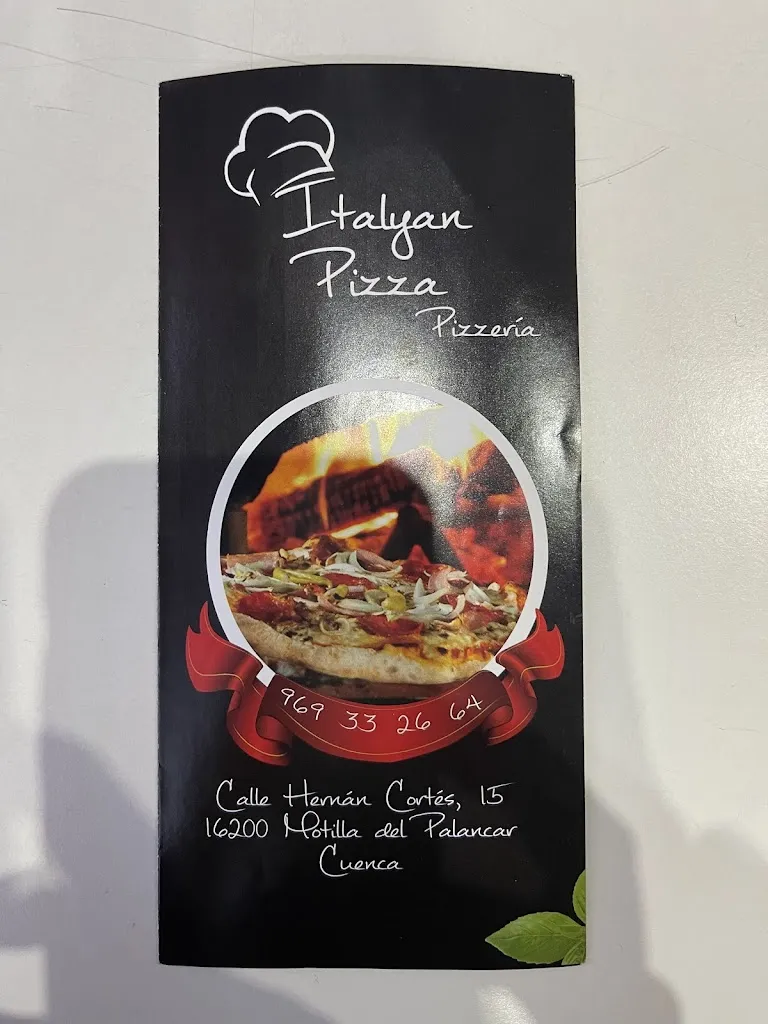 Italyan
Pizza
Pizzería
969 33 26 64
Calle Hernán Cortés, 15
16200 Motilla del Palancar
Cuenca